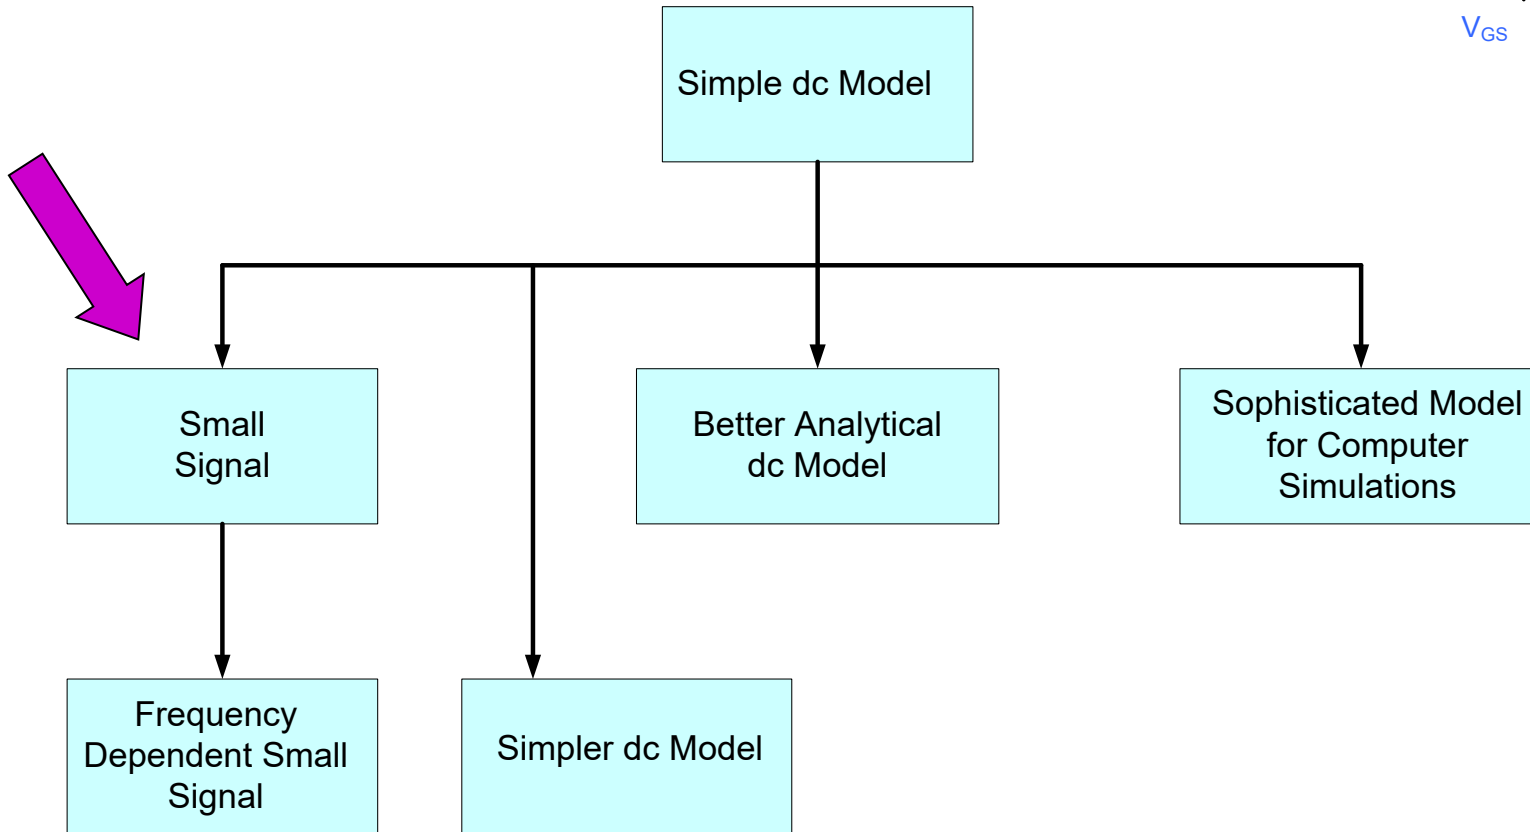 V_GS
Simple dc Model
Small
Signal
Better Analytical
dc Model
Sophisticated Model
for Computer
Simulations
Frequency
Dependent Small
Signal
Simpler dc Model